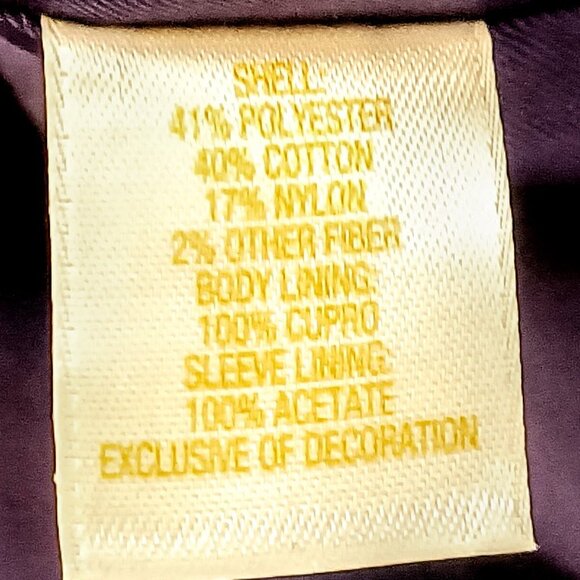 SHELL:
41% POLYESTER
40% COTTON
17% NYLON
2% OTHER FIBER
BODY LINING:
100% CUPRO
SLEEVE LINING:
100% ACETATE
EXCLUSIVE OF DECORATION